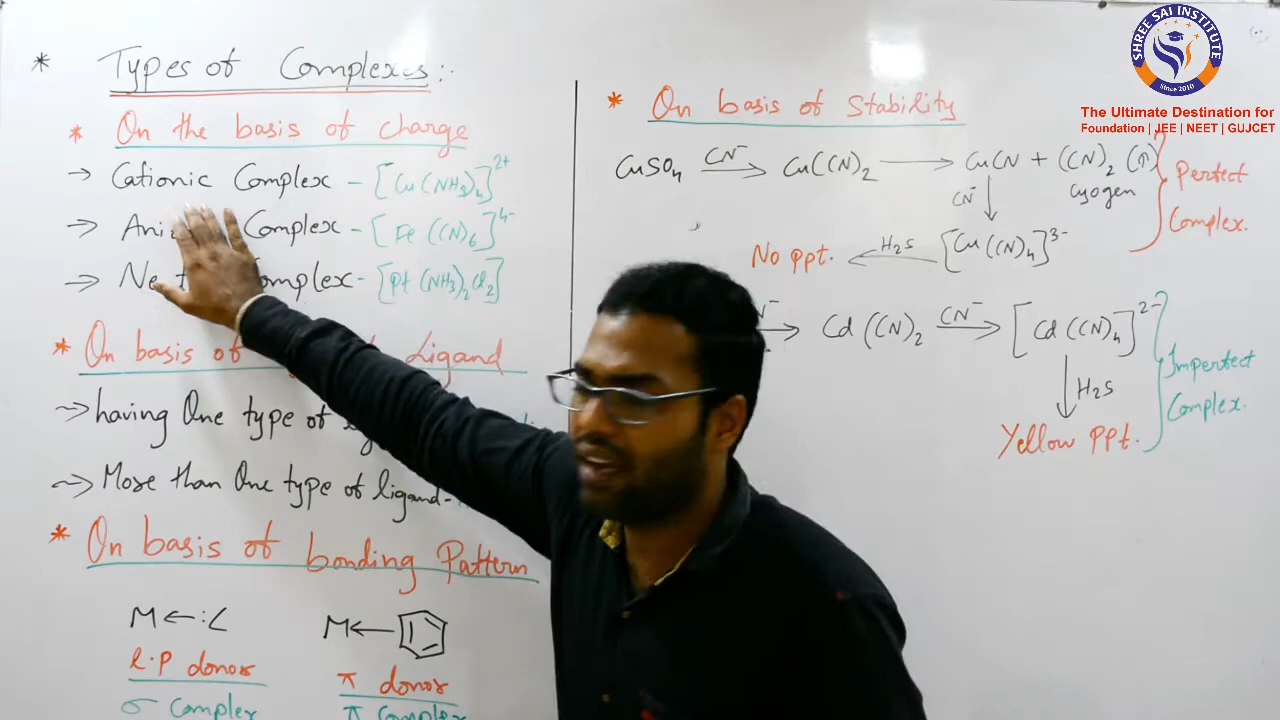 * Types of Complexes:-
* On the basis of charge
→ Cationic Complex - [Cu(NH3)4]2+
→ Complex - [Fe(CN)6]4-
→ - [Pt(NH3)2Cl2]
* On basis of Ligand
~> having One type of
~> More than One type of ligand-
* On basis of bonding Pattern
M ← :L
l.p donor
σ Complex
M ←
π donor
π Complex
* On basis of Stability
CuSO4 CN- → Cu(CN)2 → CuCN + (CN)2 (↑)
cyogen
CN- ↓
No ppt. ← H2S [Cu(CN)4]3-
Perfect
Complex.
→ Cd(CN)2 CN- → [Cd(CN)4]2-
↓ H2S
Yellow PPt.
Imperfect
Complex.
SHREE SAI INSTITUTE
Since 2010
The Ultimate Destination for
Foundation | JEE | NEET | GUJCET